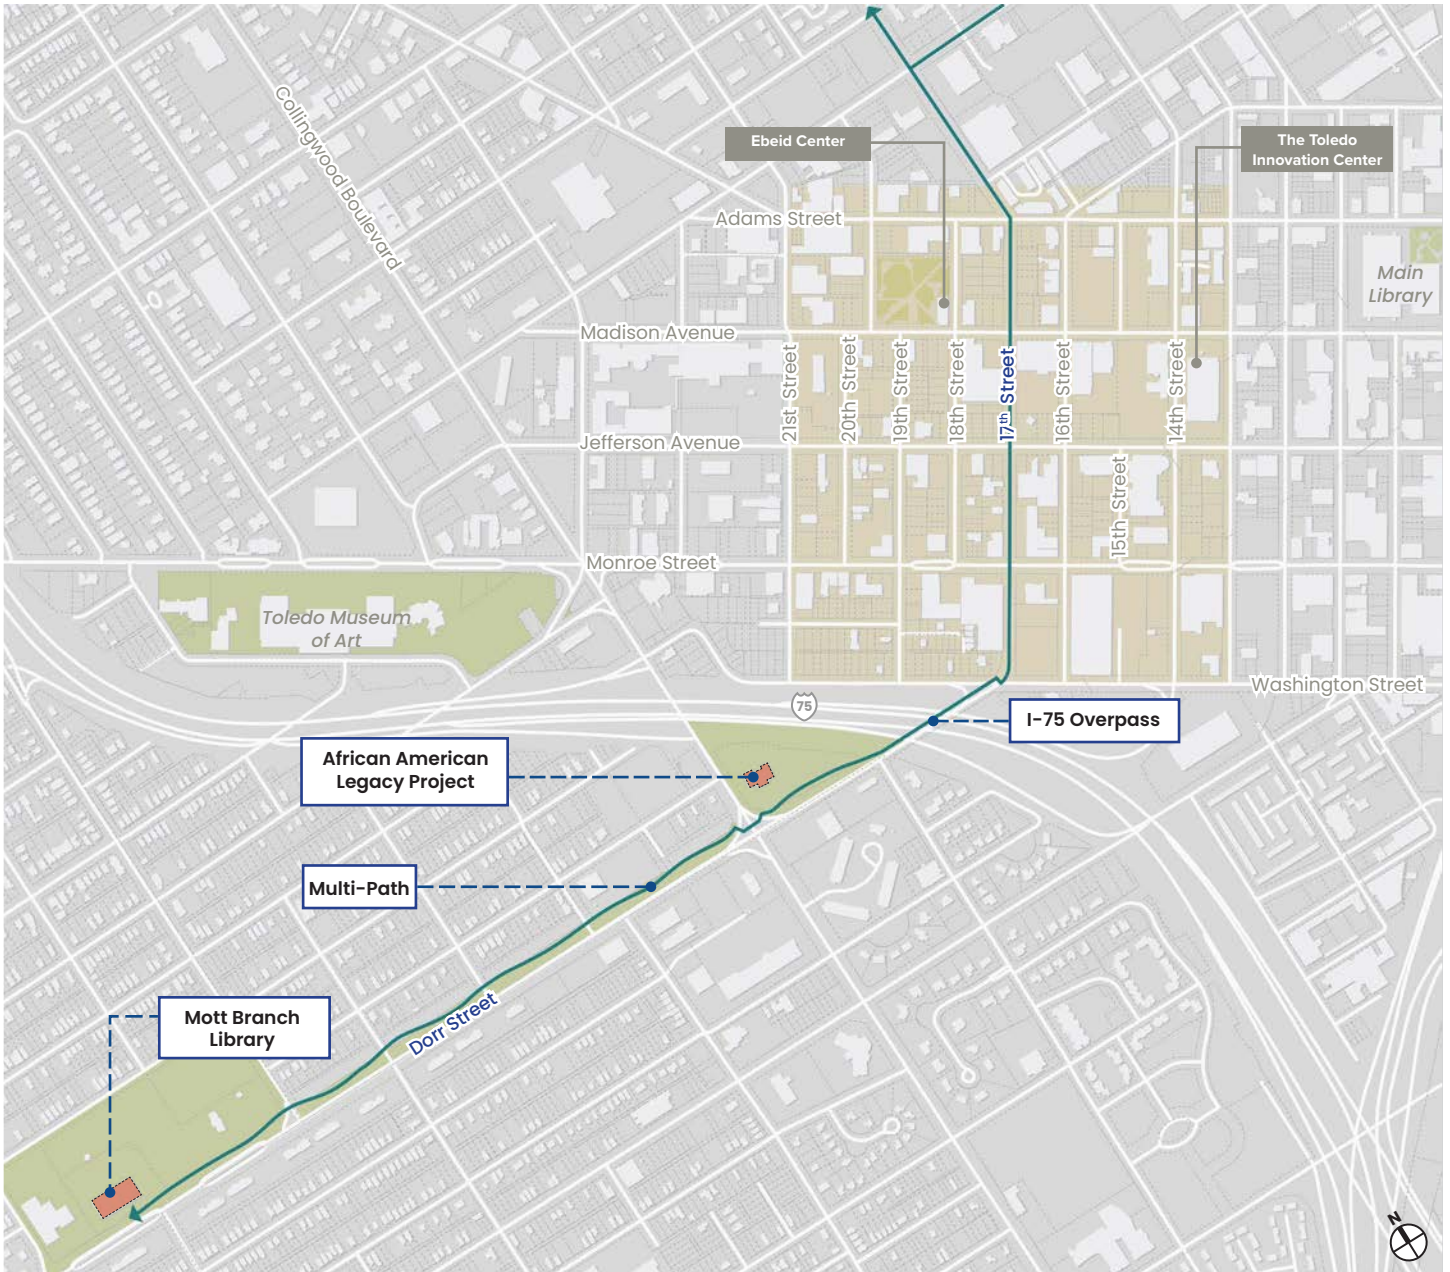 Collingwood Boulevard
Ebeid Center
The Toledo
Innovation Center
Adams Street
Main
Library
Madison Avenue
21st Street
20th Street
19th Street
18th Street
17th Street
16th Street
14th Street
Jefferson Avenue
15th Street
Monroe Street
Toledo Museum
of Art
Washington Street
75
I-75 Overpass
African American
Legacy Project
Multi-Path
Mott Branch
Library
Dorr Street
N